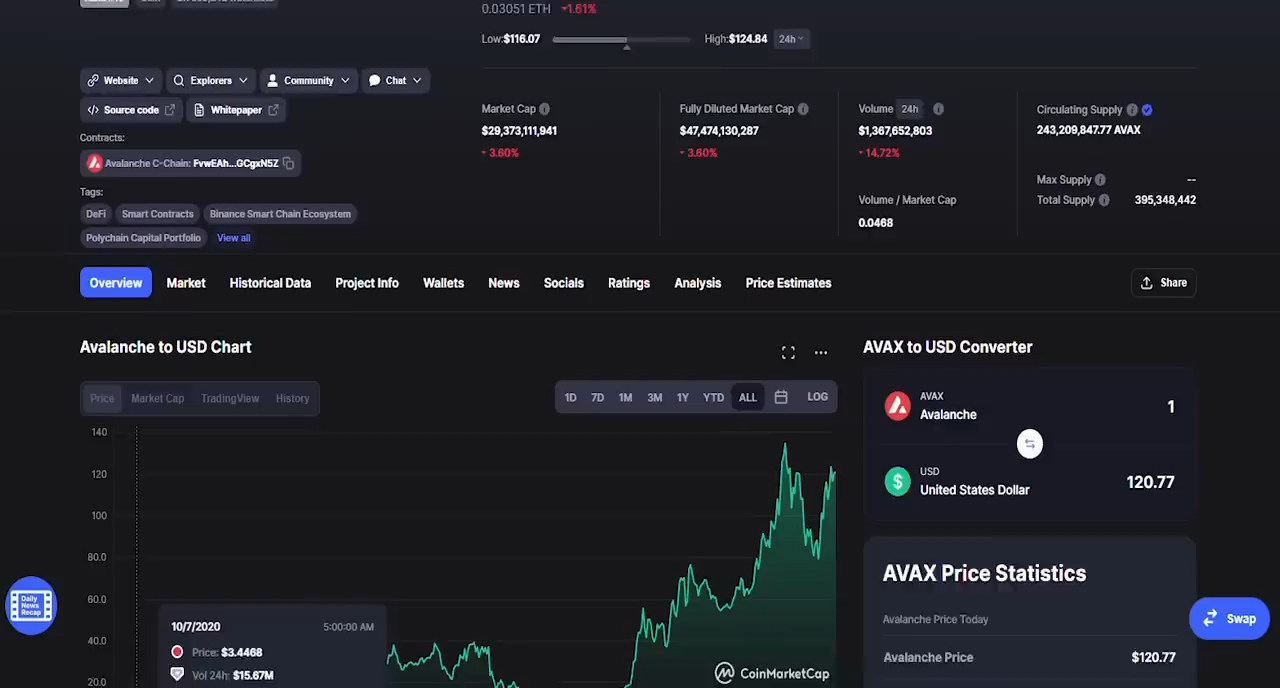 0.03051 ETH 1.61%
Low:$116.07 High:$124.84 24h
Website Explorers Community Chat
Source code Whitepaper
Contracts:
Avalanche C-Chain: FvwEAh...GCgxN5Z
Tags:
DeFi Smart Contracts Binance Smart Chain Ecosystem
Polychain Capital Portfolio View all
Market Cap
$29,373,111,941
3.60%
Fully Diluted Market Cap
$47,474,130,287
3.60%
Volume 24h
$1,367,652,803
14.72%
Volume / Market Cap
0.0468
Circulating Supply
243,209,847.77 AVAX
Max Supply --
Total Supply 395,348,442
Overview Market Historical Data Project Info Wallets News Socials Ratings Analysis Price Estimates Share
Avalanche to USD Chart
Price Market Cap TradingView History
1D 7D 1M 3M 1Y YTD ALL LOG
140
120
100
80.0
60.0
40.0
20.0
10/7/2020 5:00:00 AM
Price: $3.4468
Vol 24h: $15.67M
CoinMarketCap
AVAX to USD Converter
AVAX
Avalanche 1
USD
United States Dollar 120.77
AVAX Price Statistics
Avalanche Price Today
Avalanche Price $120.77
Daily
News
Recap
Swap